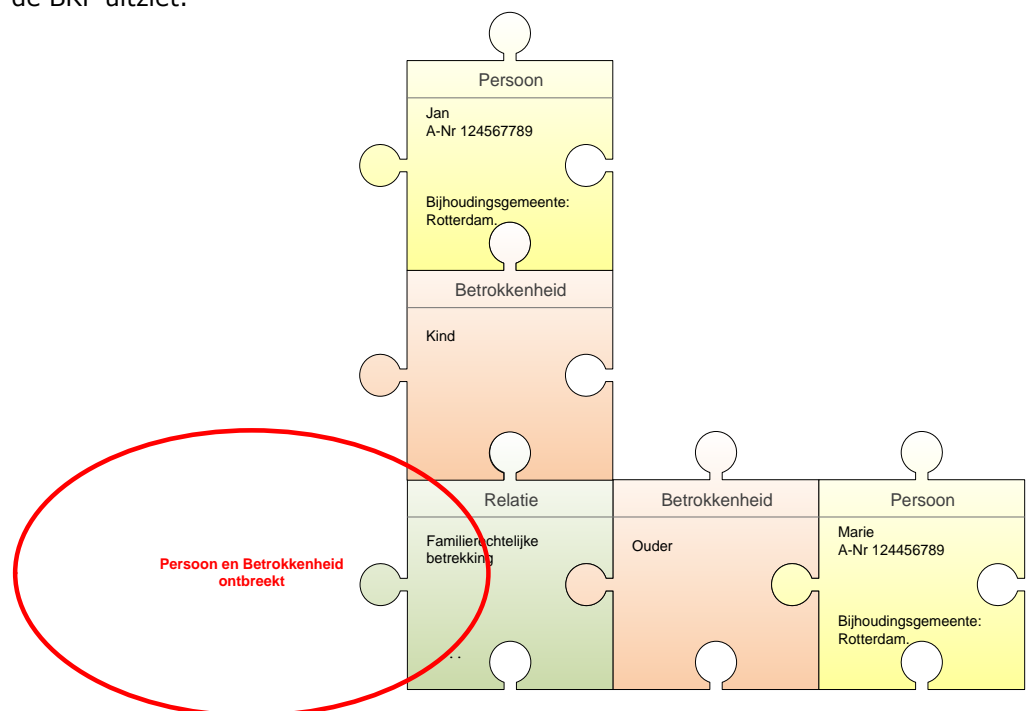 de BRP uitziet.
Persoon
Jan
A-Nr 124567789
Bijhoudingsgemeente:
Rotterdam.
Betrokkenheid
Kind
Persoon en Betrokkenheid
ontbreekt
Relatie
Familierechtelijke
betrekking
. .
Betrokkenheid
Ouder
Persoon
Marie
A-Nr 124456789
Bijhoudingsgemeente:
Rotterdam.